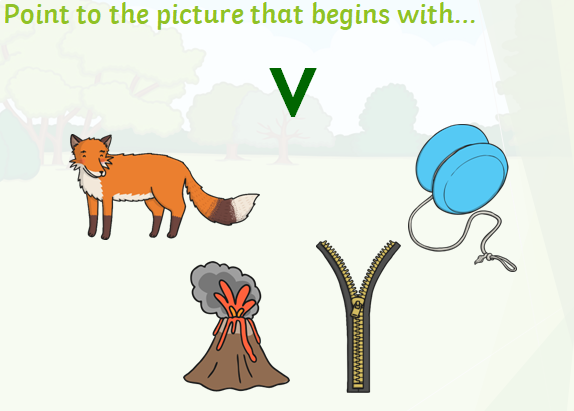 Point to the picture that begins with...
v